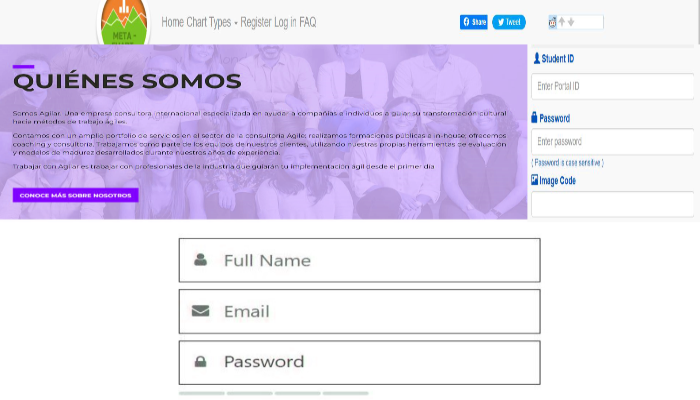 META -
Home Chart Types Register Log in FAQ
Share
Tweet
QUIÉNES SOMOS
Somos Agilar. Una empresa consultora internacional especializada en ayudar a compañías e individuos a guiar su transformación cultural
hacia métodos de trabajo ágiles.
Contamos con un amplio portfolio de servicios en el sector de la consultoría Agile; realizamos formaciones públicas e in-house, ofrecemos
coaching y consultoría. Trabajamos como parte de los equipos de nuestros clientes, utilizando nuestras propias herramientas de evaluación
y modelos de madurez desarrollados durante nuestros años de experiencia.
Trabajar con Agilar es trabajar con profesionales de la industria que guiarán tu implementación ágil desde el primer día.
CONOCE MÁS SOBRE NOSOTROS
Student ID
Enter Portal ID
Password
Enter password
( Password is case sensitive )
Image Code
Full Name
Email
Password